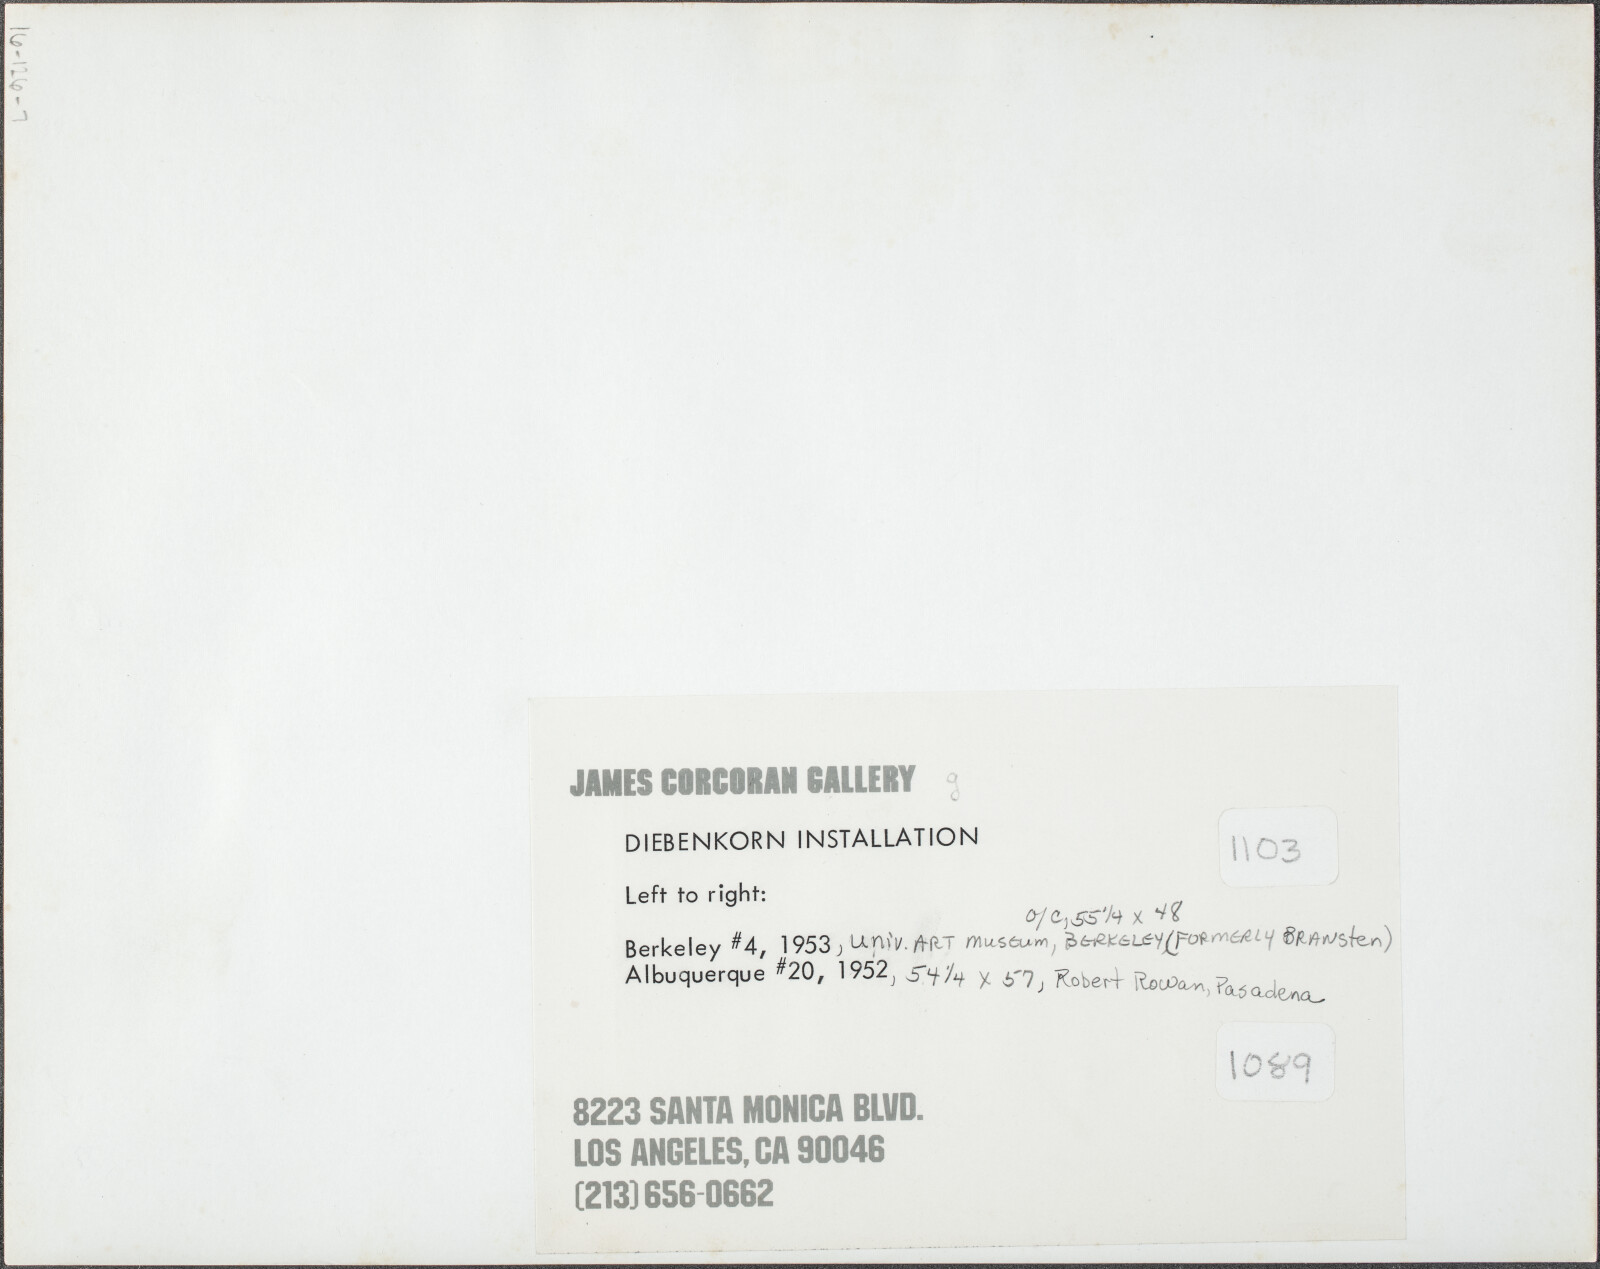 16-126-7
JAMES CORCORAN GALLERY g
DIEBENKORN INSTALLATION
1103
Left to right:
o/c, 55 1/4 x 48
Berkeley #4, 1953, Univ. ART Museum, BERKELEY (FORMERLY BRANSten)
Albuquerque #20, 1952, 54 1/4 x 57, Robert Rowan, Pasadena
1089
8223 SANTA MONICA BLVD.
LOS ANGELES, CA 90046
(213) 656-0662